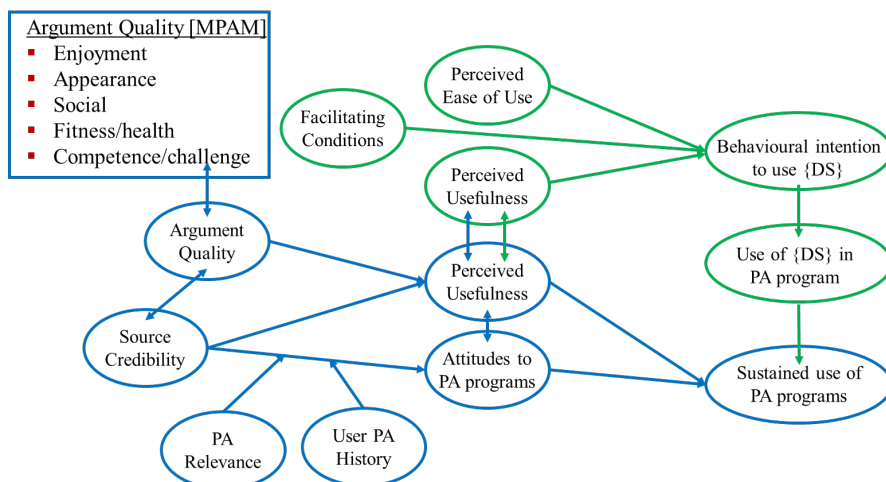 Argument Quality [MPAM]
Enjoyment
Appearance
Social
Fitness/health
Competence/challenge
Perceived
Ease of Use
Facilitating
Conditions
Behavioural intention
to use {DS}
Perceived
Usefulness
Argument
Quality
Perceived
Usefulness
Use of {DS} in
PA program
Source
Credibility
Attitudes to
PA programs
Sustained use of
PA programs
PA
Relevance
User PA
History